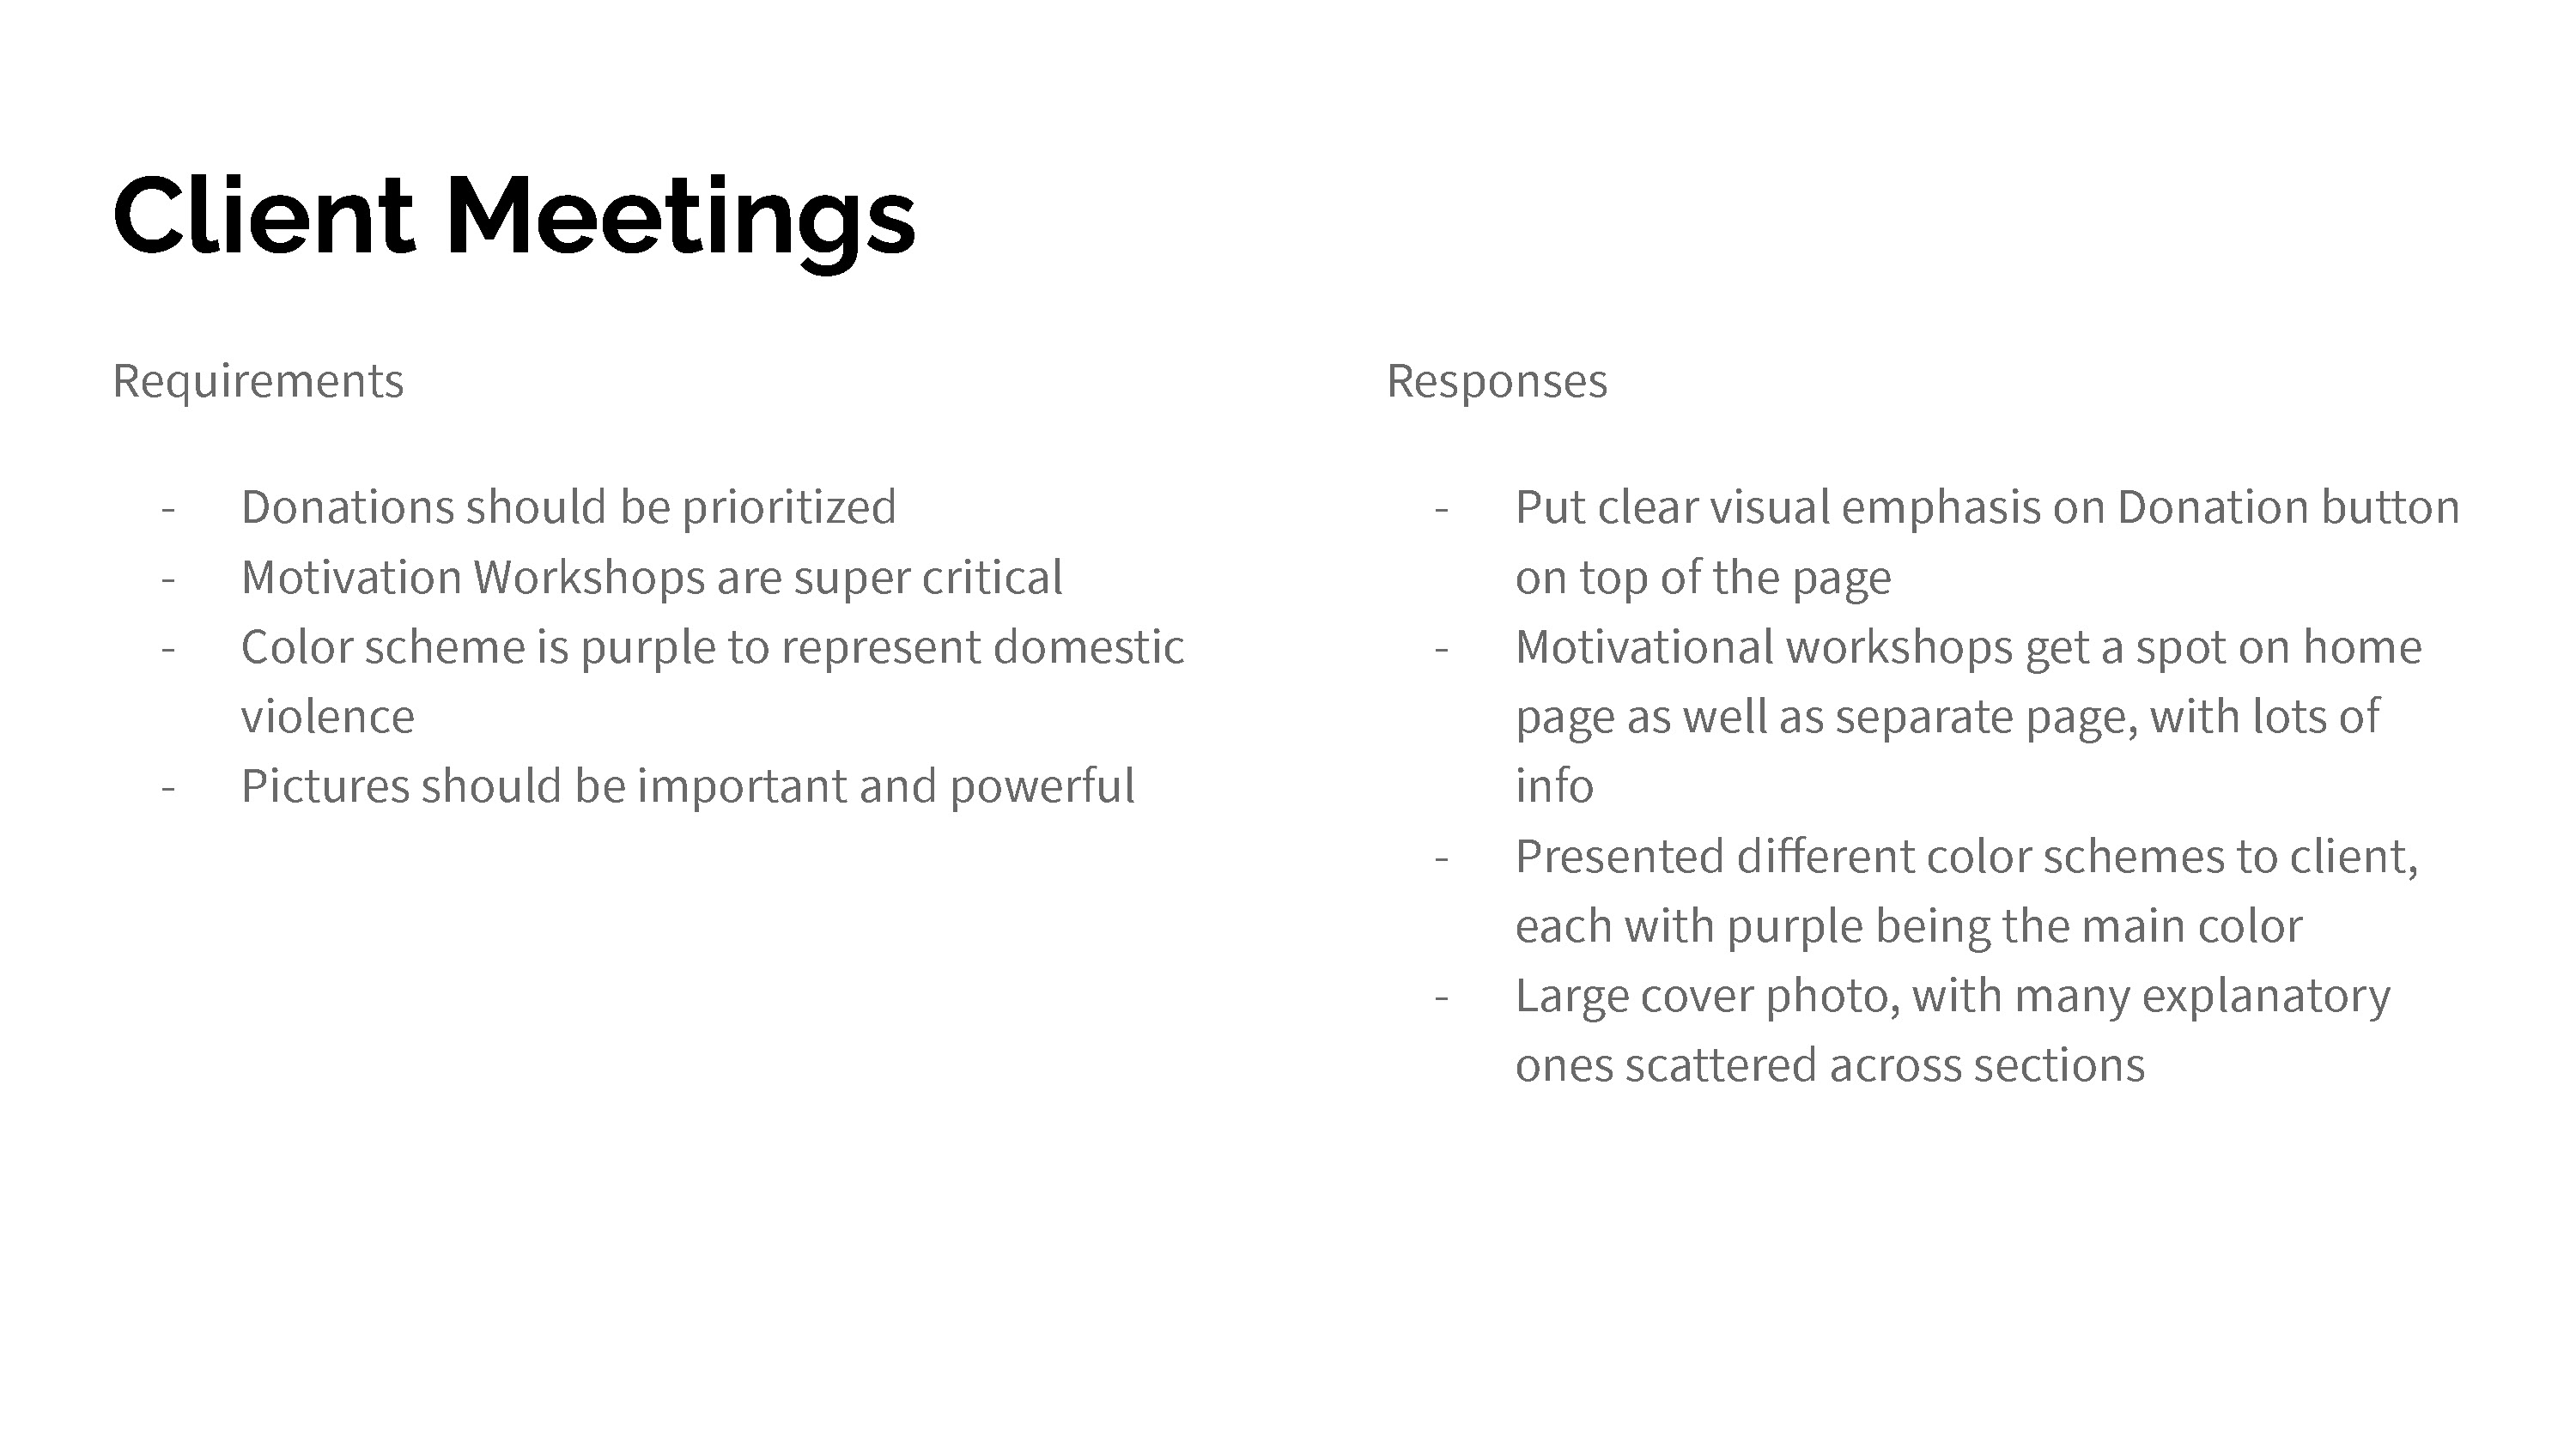 Client Meetings
Requirements
- Donations should be prioritized
- Motivation Workshops are super critical
- Color scheme is purple to represent domestic
violence
- Pictures should be important and powerful
Responses
- Put clear visual emphasis on Donation button
on top of the page
- Motivational workshops get a spot on home
page as well as separate page, with lots of
info
- Presented different color schemes to client,
each with purple being the main color
- Large cover photo, with many explanatory
ones scattered across sections